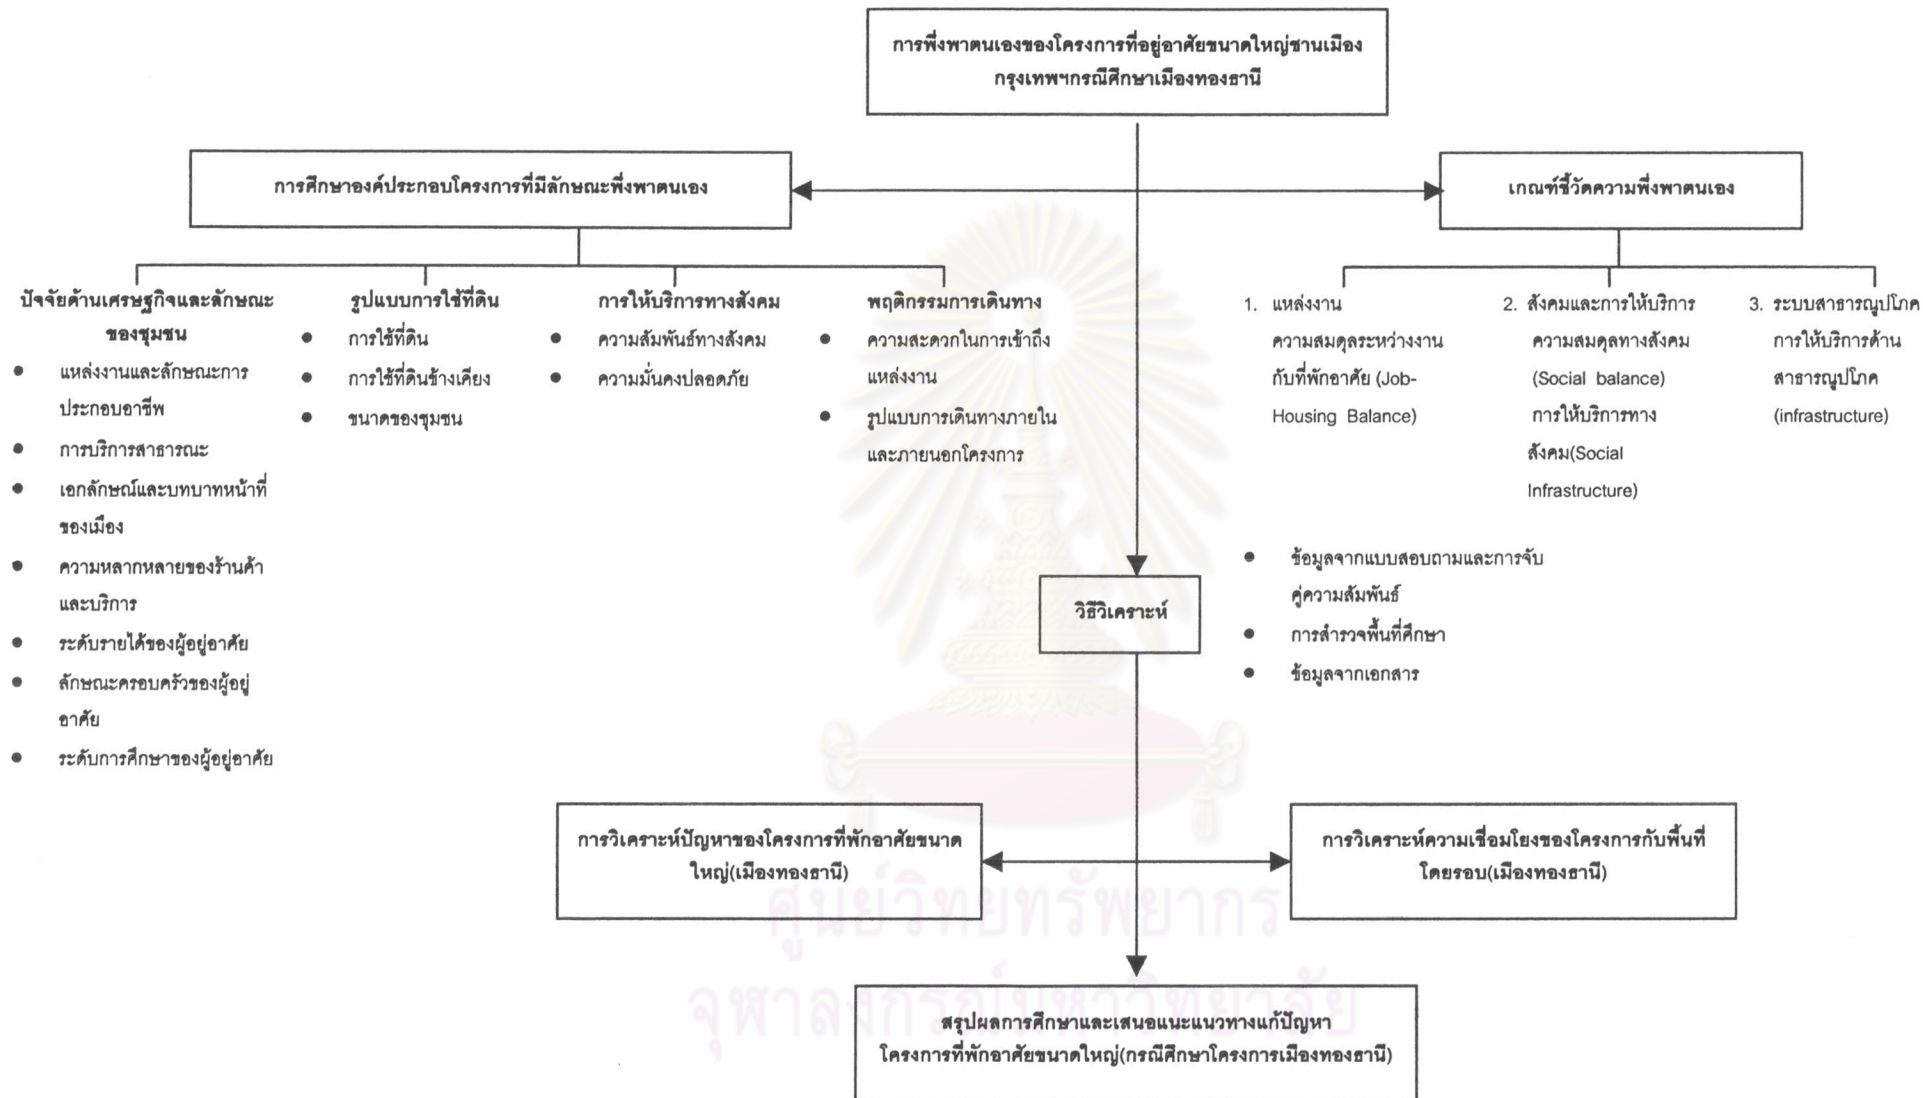 การพึ่งพาตนเองของโครงการที่อยู่อาศัยขนาดใหญ่ชานเมือง
กรุงเทพฯกรณีศึกษาเมืองทองธานี
การศึกษาองค์ประกอบโครงการที่มีลักษณะพึ่งพาตนเอง
เกณฑ์ชี้วัดความพึ่งพาตนเอง
ปัจจัยด้านเศรษฐกิจและลักษณะ
ของชุมชน
● แหล่งงานและลักษณะการ
ประกอบอาชีพ
● การบริการสาธารณะ
● เอกลักษณ์และบทบาทหน้าที่
ของเมือง
● ความหลากหลายของร้านค้า
และบริการ
● ระดับรายได้ของผู้อยู่อาศัย
● ลักษณะครอบครัวของผู้อยู่
อาศัย
● ระดับการศึกษาของผู้อยู่อาศัย
รูปแบบการใช้ที่ดิน
● การใช้ที่ดิน
● การใช้ที่ดินข้างเคียง
● ขนาดของชุมชน
การให้บริการทางสังคม
● ความสัมพันธ์ทางสังคม
● ความมั่นคงปลอดภัย
พฤติกรรมการเดินทาง
● ความสะดวกในการเข้าถึง
แหล่งงาน
● รูปแบบการเดินทางภายใน
และภายนอกโครงการ
1. แหล่งงาน
ความสมดุลระหว่างงาน
กับที่พักอาศัย (Job-
Housing Balance)
2. สังคมและการให้บริการ
ความสมดุลทางสังคม
(Social balance)
การให้บริการทาง
สังคม(Social
Infrastructure)
3. ระบบสาธารณูปโภค
การให้บริการด้าน
สาธารณูปโภค
(infrastructure)
วิธีวิเคราะห์
● ข้อมูลจากแบบสอบถามและการจับ
คู่ความสัมพันธ์
● การสำรวจพื้นที่ศึกษา
● ข้อมูลจากเอกสาร
การวิเคราะห์ปัญหาของโครงการที่พักอาศัยขนาด
ใหญ่(เมืองทองธานี)
การวิเคราะห์ความเชื่อมโยงของโครงการกับพื้นที่
โดยรอบ(เมืองทองธานี)
ศูนย์วิทยทรัพยากร
จุฬาลงกรณ์มหาวิทยาลัย
สรุปผลการศึกษาและเสนอแนะแนวทางแก้ปัญหา
โครงการที่พักอาศัยขนาดใหญ่(กรณีศึกษาโครงการเมืองทองธานี)